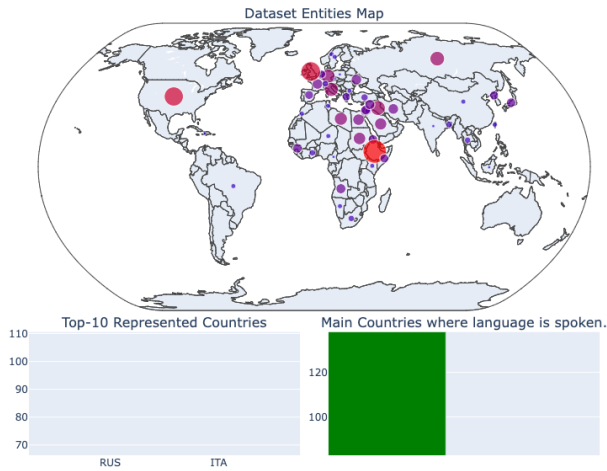 Dataset Entities Map
Top-10 Represented Countries
110
100
90
80
70
RUS ITA
Main Countries where language is spoken.
120
100